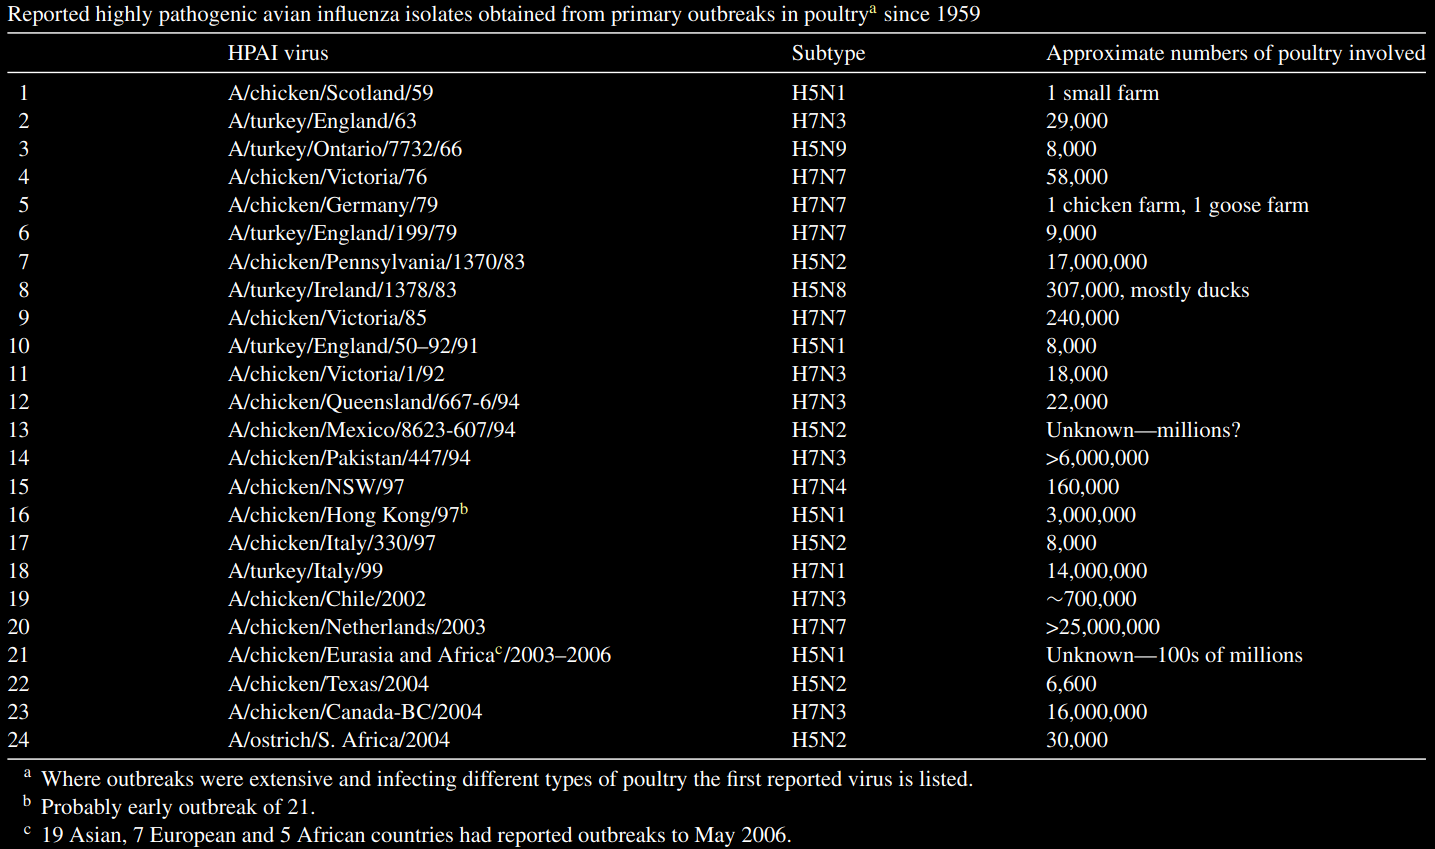 Reported highly pathogenic avian influenza isolates obtained from primary outbreaks in poultryᵃ since 1959
HPAI virus Subtype Approximate numbers of poultry involved
1 A/chicken/Scotland/59 H5N1 1 small farm
2 A/turkey/England/63 H7N3 29,000
3 A/turkey/Ontario/7732/66 H5N9 8,000
4 A/chicken/Victoria/76 H7N7 58,000
5 A/chicken/Germany/79 H7N7 1 chicken farm, 1 goose farm
6 A/turkey/England/199/79 H7N7 9,000
7 A/chicken/Pennsylvania/1370/83 H5N2 17,000,000
8 A/turkey/Ireland/1378/83 H5N8 307,000, mostly ducks
9 A/chicken/Victoria/85 H7N7 240,000
10 A/turkey/England/50–92/91 H5N1 8,000
11 A/chicken/Victoria/1/92 H7N3 18,000
12 A/chicken/Queensland/667-6/94 H7N3 22,000
13 A/chicken/Mexico/8623-607/94 H5N2 Unknown—millions?
14 A/chicken/Pakistan/447/94 H7N3 >6,000,000
15 A/chicken/NSW/97 H7N4 160,000
16 A/chicken/Hong Kong/97ᵇ H5N1 3,000,000
17 A/chicken/Italy/330/97 H5N2 8,000
18 A/turkey/Italy/99 H7N1 14,000,000
19 A/chicken/Chile/2002 H7N3 ∼700,000
20 A/chicken/Netherlands/2003 H7N7 >25,000,000
21 A/chicken/Eurasia and Africaᶜ/2003–2006 H5N1 Unknown—100s of millions
22 A/chicken/Texas/2004 H5N2 6,600
23 A/chicken/Canada-BC/2004 H7N3 16,000,000
24 A/ostrich/S. Africa/2004 H5N2 30,000
ᵃ Where outbreaks were extensive and infecting different types of poultry the first reported virus is listed.
ᵇ Probably early outbreak of 21.
ᶜ 19 Asian, 7 European and 5 African countries had reported outbreaks to May 2006.